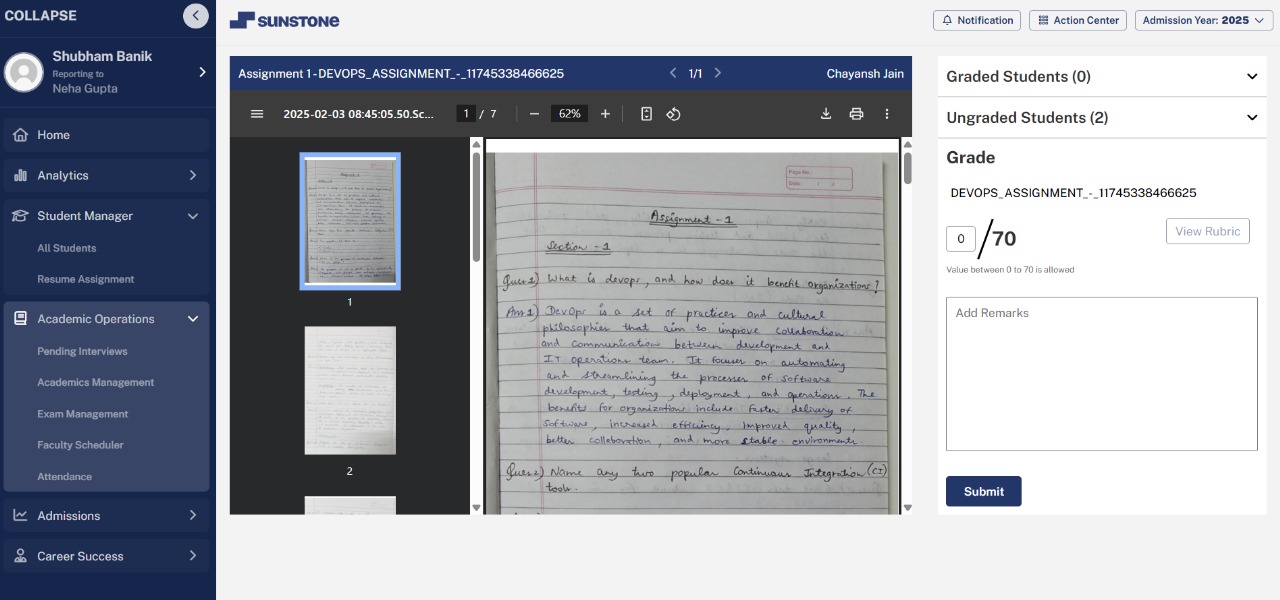 COLLAPSE
Shubham Banik
Reporting to
Neha Gupta
Home
Analytics
Student Manager
All Students
Resume Assignment
Academic Operations
Pending Interviews
Academics Management
Exam Management
Faculty Scheduler
Attendance
Admissions
Career Success
SUNSTONE
Notification
Action Center
Admission Year: 2025
Assignment 1-DEVOPS_ASSIGNMENT_-_11745338466625
1/1
Chayansh Jain
2025-02-03 08:45:05.50.Sc...
1 / 7
62%
1
2
Page No.:
Date: / /
Assignment - 1
Section - 1
Ques 1) What is devops, and how does it benefit organizations?
Ans 1) DevOps is a set of practices and cultural
philosophies that aim to improve collaboration
and communication between development and
IT operations team. It focuses on automating
and streamlining the processes of software
development, testing, deployment, and operations. The
benefits for organizations include faster delivery of
software, increased efficiency, improved quality,
better collaboration, and more stable environments.
Ques 2) Name any two popular Continuous Integration (CI)
tools.
Graded Students (0)
Ungraded Students (2)
Grade
DEVOPS_ASSIGNMENT_-_11745338466625
0/70
View Rubric
Value between 0 to 70 is allowed
Add Remarks
Submit